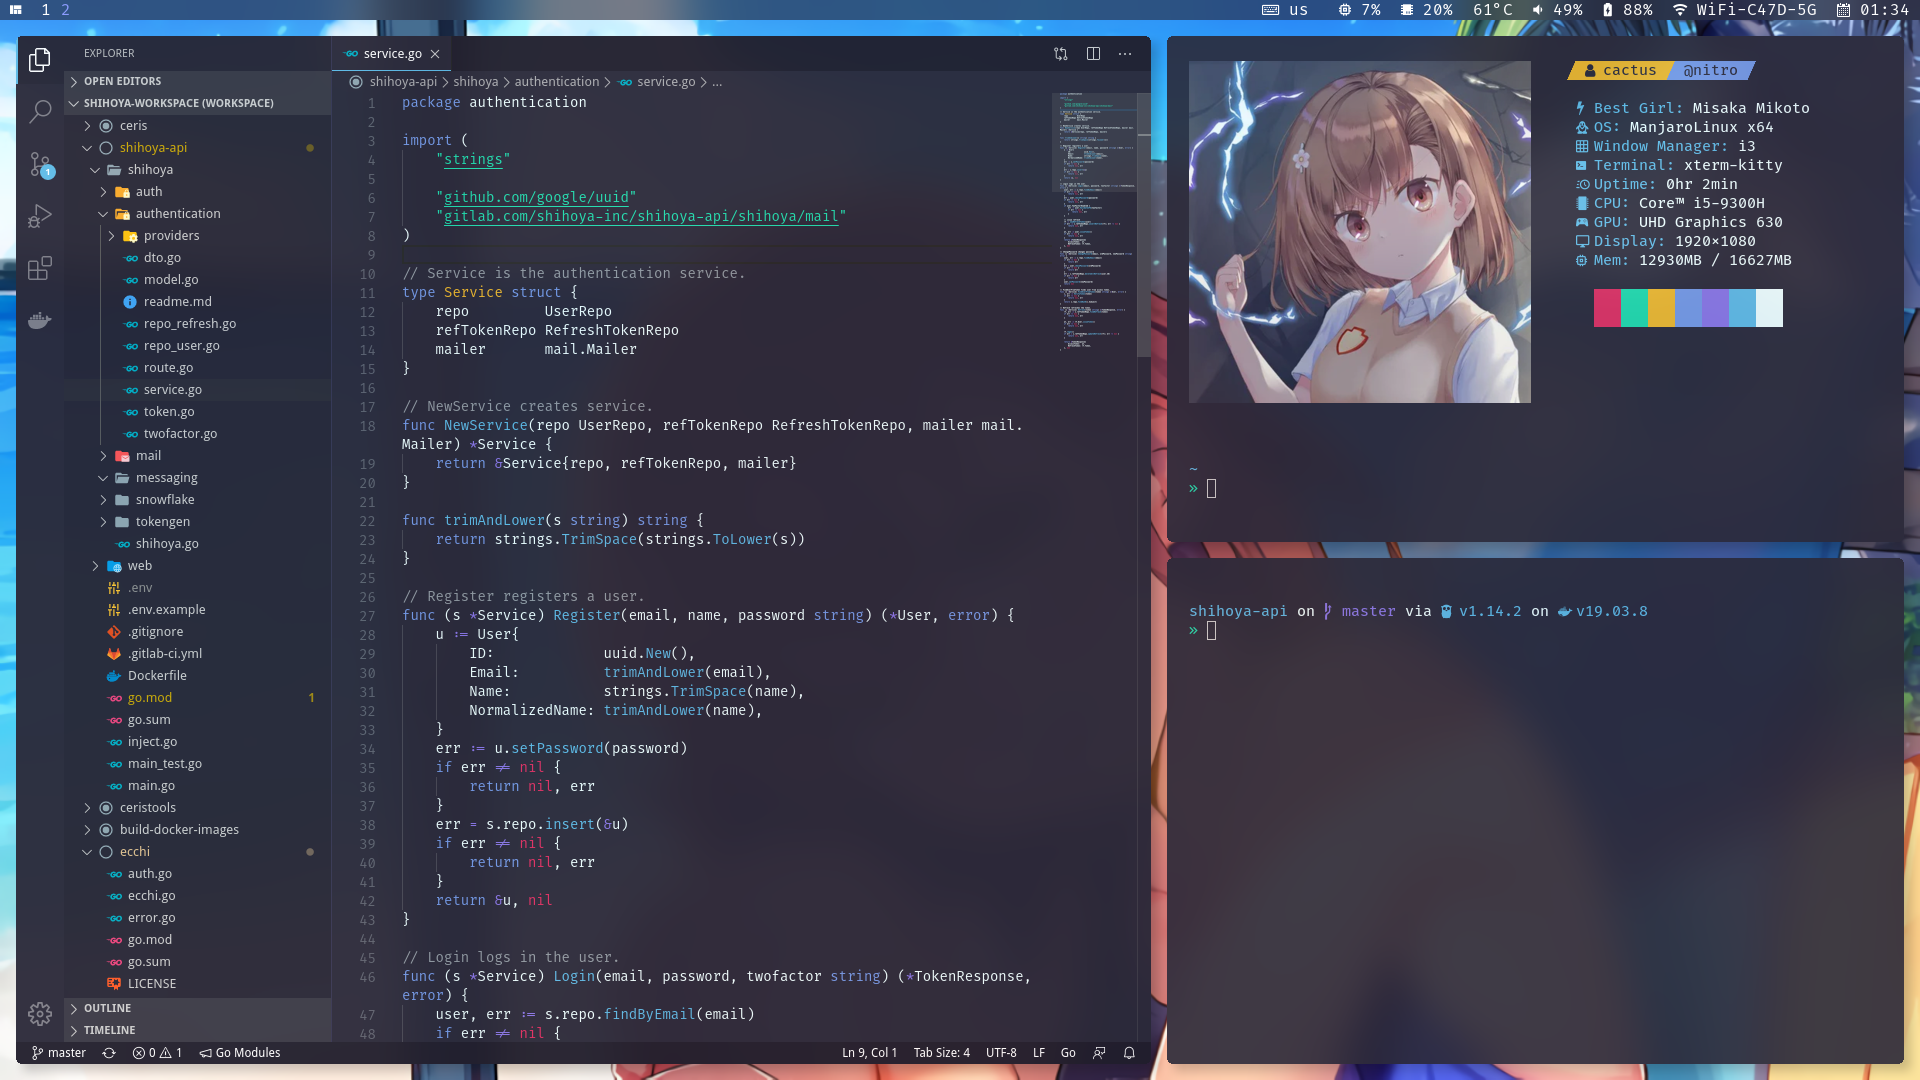 1 2
us 7% 20% 61°C 49% 88% WiFi-C47D-5G 01:34
EXPLORER
OPEN EDITORS
SHIHOYA-WORKSPACE (WORKSPACE)
ceris
shihoya-api
shihoya
auth
authentication
providers
dto.go
model.go
readme.md
repo_refresh.go
repo_user.go
route.go
service.go
token.go
twofactor.go
mail
messaging
snowflake
tokengen
shihoya.go
web
.env
.env.example
.gitignore
.gitlab-ci.yml
Dockerfile
go.mod 1
go.sum
inject.go
main_test.go
main.go
ceristools
build-docker-images
ecchi
auth.go
ecchi.go
error.go
go.mod
go.sum
LICENSE
OUTLINE
TIMELINE
1
service.go
shihoya-api > shihoya > authentication > service.go > ...
1 package authentication
2
3 import (
4 "strings"
5
6 "github.com/google/uuid"
7 "gitlab.com/shihoya-inc/shihoya-api/shihoya/mail"
8 )
9
10 // Service is the authentication service.
11 type Service struct {
12 repo UserRepo
13 refTokenRepo RefreshTokenRepo
14 mailer mail.Mailer
15 }
16
17 // NewService creates service.
18 func NewService(repo UserRepo, refTokenRepo RefreshTokenRepo, mailer mail.
Mailer) *Service {
19 return &Service{repo, refTokenRepo, mailer}
20 }
21
22 func trimAndLower(s string) string {
23 return strings.TrimSpace(strings.ToLower(s))
24 }
25
26 // Register registers a user.
27 func (s *Service) Register(email, name, password string) (*User, error) {
28 u := User{
29 ID: uuid.New(),
30 Email: trimAndLower(email),
31 Name: strings.TrimSpace(name),
32 NormalizedName: trimAndLower(name),
33 }
34 err := u.setPassword(password)
35 if err ≠ nil {
36 return nil, err
37 }
38 err = s.repo.insert(&u)
39 if err ≠ nil {
40 return nil, err
41 }
42 return &u, nil
43 }
44
45 // Login logs in the user.
46 func (s *Service) Login(email, password, twofactor string) (*TokenResponse,
error) {
47 user, err := s.repo.findByEmail(email)
48 if err ≠ nil {
master 0 1 Go Modules Ln 9, Col 1 Tab Size: 4 UTF-8 LF Go
cactus @nitro
Best Girl: Misaka Mikoto
OS: ManjaroLinux x64
Window Manager: i3
Terminal: xterm-kitty
Uptime: 0hr 2min
CPU: Core™ i5-9300H
GPU: UHD Graphics 630
Display: 1920×1080
Mem: 12930MB / 16627MB
~
»
shihoya-api on master via v1.14.2 on v19.03.8
»